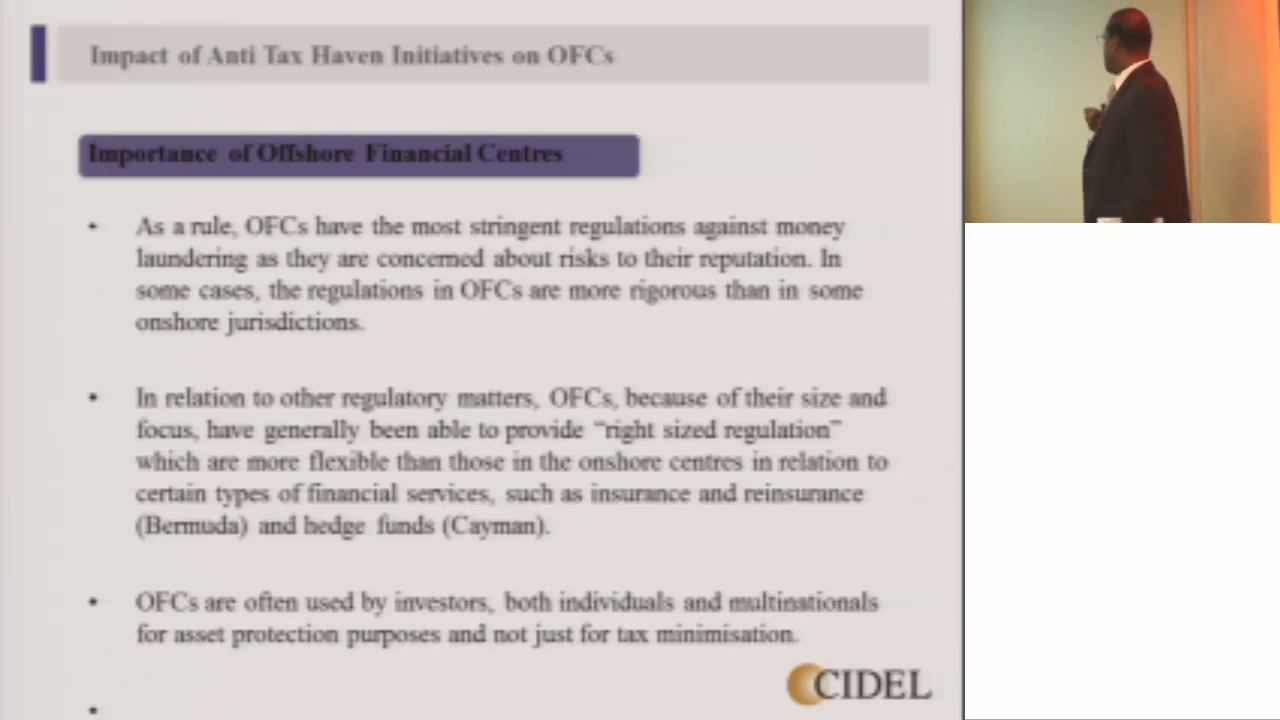 Impact of Anti Tax Haven Initiatives on OFCs
Importance of Offshore Financial Centres
• As a rule, OFCs have the most stringent regulations against money
laundering as they are concerned about risks to their reputation. In
some cases, the regulations in OFCs are more rigorous than in some
onshore jurisdictions.
• In relation to other regulatory matters, OFCs, because of their size and
focus, have generally been able to provide “right sized regulation”
which are more flexible than those in the onshore centres in relation to
certain types of financial services, such as insurance and reinsurance
(Bermuda) and hedge funds (Cayman).
• OFCs are often used by investors, both individuals and multinationals
for asset protection purposes and not just for tax minimisation.
CIDEL
•